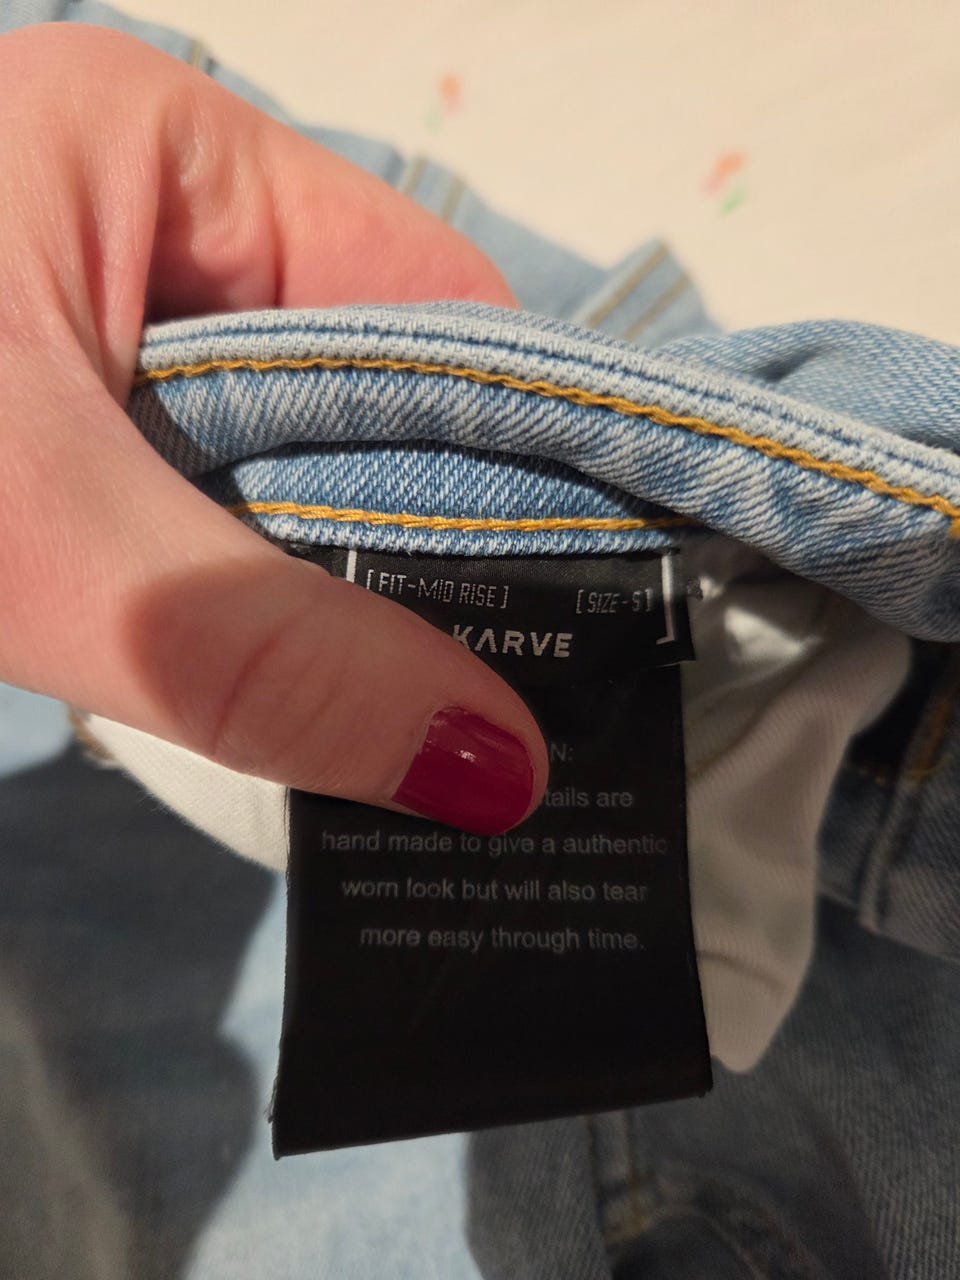 [FIT-MID RISE] [SIZE-S]
KARVE
N:
tails are
hand made to give a authentic
worn look but will also tear
more easy through time.